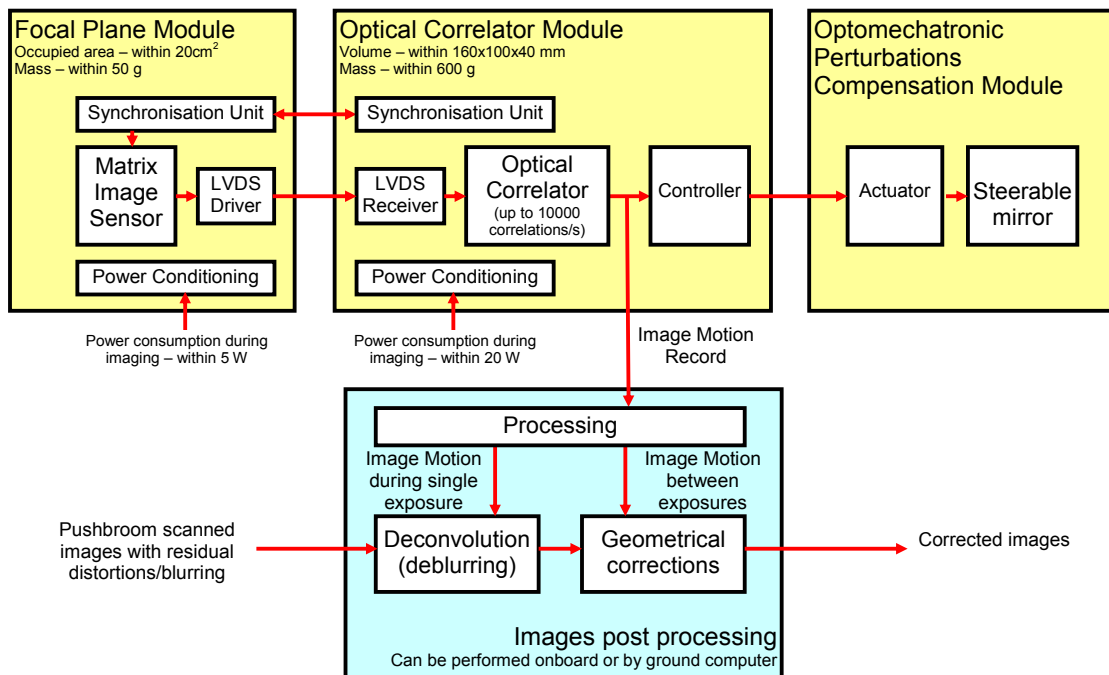 Focal Plane Module
Occupied area – within 20cm²
Mass – within 50 g
Synchronisation Unit
Matrix
Image
Sensor
LVDS
Driver
Power Conditioning
Power consumption during
imaging – within 5 W
Optical Correlator Module
Volume – within 160x100x40 mm
Mass – within 600 g
Synchronisation Unit
LVDS
Receiver
Optical
Correlator
(up to 10000
correlations/s)
Controller
Power Conditioning
Power consumption during
imaging – within 20 W
Image Motion
Record
Optomechatronic
Perturbations
Compensation Module
Actuator
Steerable
mirror
Processing
Image Motion
during single
exposure
Image Motion
between
exposures
Pushbroom scanned
images with residual
distortions/blurring
Deconvolution
(deblurring)
Geometrical
corrections
Corrected images
Images post processing
Can be performed onboard or by ground computer